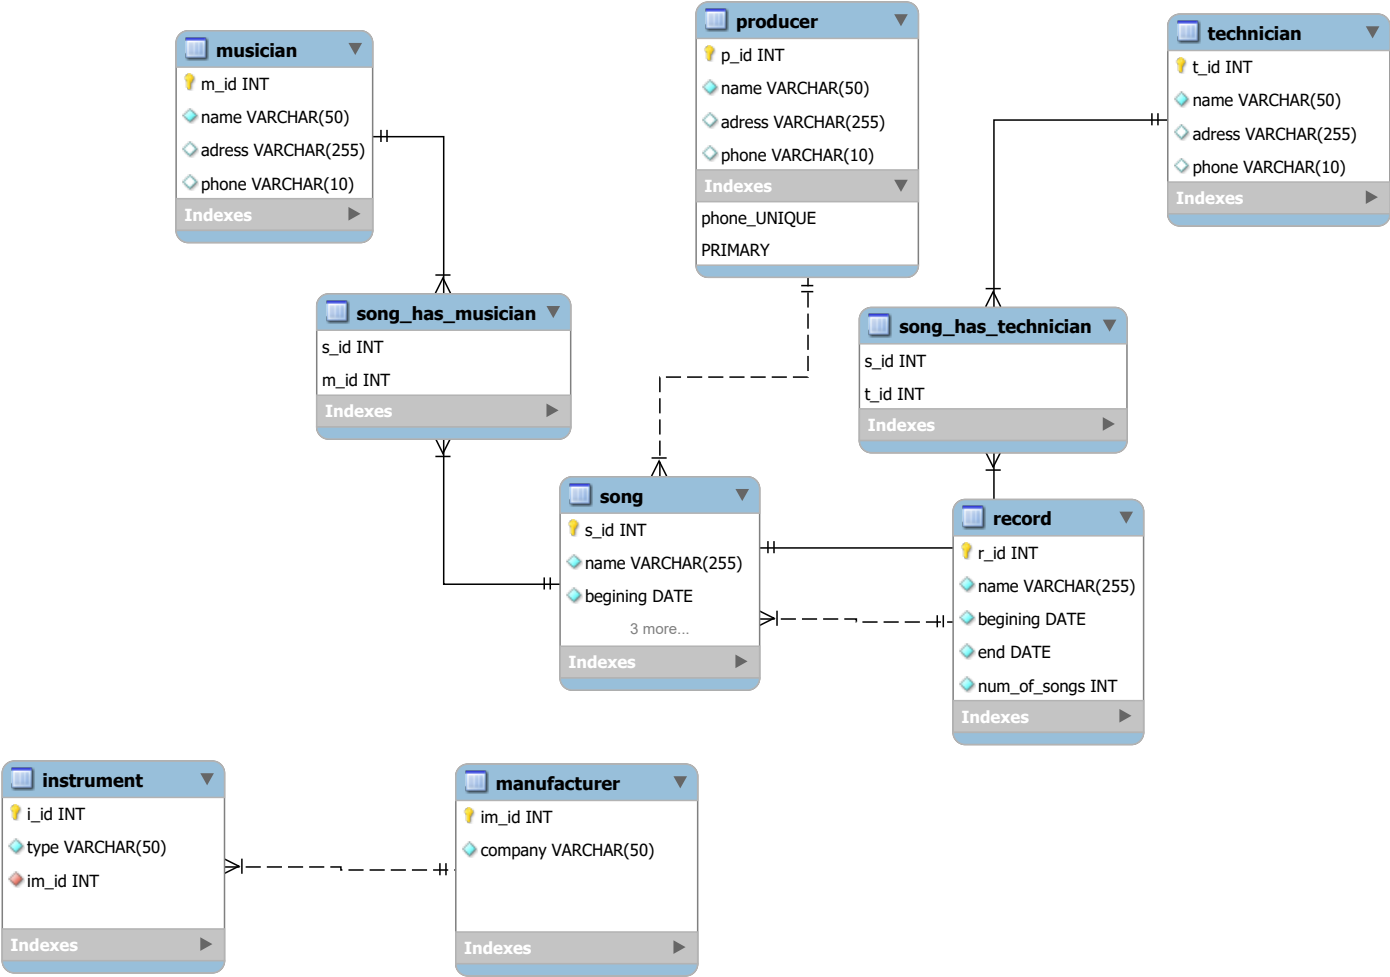 musician
m_id INT
name VARCHAR(50)
adress VARCHAR(255)
phone VARCHAR(10)
Indexes
producer
p_id INT
name VARCHAR(50)
adress VARCHAR(255)
phone VARCHAR(10)
Indexes
phone_UNIQUE
PRIMARY
technician
t_id INT
name VARCHAR(50)
adress VARCHAR(255)
phone VARCHAR(10)
Indexes
song_has_musician
s_id INT
m_id INT
Indexes
song_has_technician
s_id INT
t_id INT
Indexes
song
s_id INT
name VARCHAR(255)
begining DATE
3 more...
Indexes
record
r_id INT
name VARCHAR(255)
begining DATE
end DATE
num_of_songs INT
Indexes
instrument
i_id INT
type VARCHAR(50)
im_id INT
Indexes
manufacturer
im_id INT
company VARCHAR(50)
Indexes